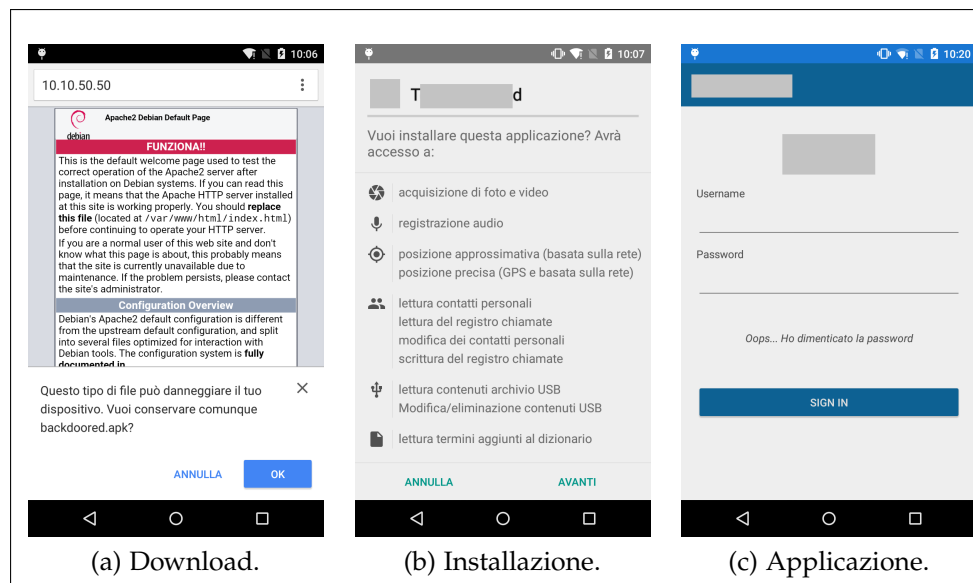 10:06
10.10.50.50
debian
Apache2 Debian Default Page
FUNZIONA!!
This is the default welcome page used to test the
correct operation of the Apache2 server after
installation on Debian systems. If you can read this
page, it means that the Apache HTTP server installed
at this site is working properly. You should replace
this file (located at /var/www/html/index.html)
before continuing to operate your HTTP server.
If you are a normal user of this web site and don't
know what this page is about, this probably means
that the site is currently unavailable due to
maintenance. If the problem persists, please contact
the site's administrator.
Configuration Overview
Debian's Apache2 default configuration is different
from the upstream default configuration, and split
into several files optimized for interaction with
Debian tools. The configuration system is fully
documented in
Questo tipo di file può danneggiare il tuo
dispositivo. Vuoi conservare comunque
backdoored.apk?
ANNULLA OK
(a) Download.
10:07
T d
Vuoi installare questa applicazione? Avrà
accesso a:
acquisizione di foto e video
registrazione audio
posizione approssimativa (basata sulla rete)
posizione precisa (GPS e basata sulla rete)
lettura contatti personali
lettura del registro chiamate
modifica dei contatti personali
scrittura del registro chiamate
lettura contenuti archivio USB
Modifica/eliminazione contenuti USB
lettura termini aggiunti al dizionario
ANNULLA AVANTI
(b) Installazione.
10:20
Username
Password
Oops... Ho dimenticato la password
SIGN IN
(c) Applicazione.